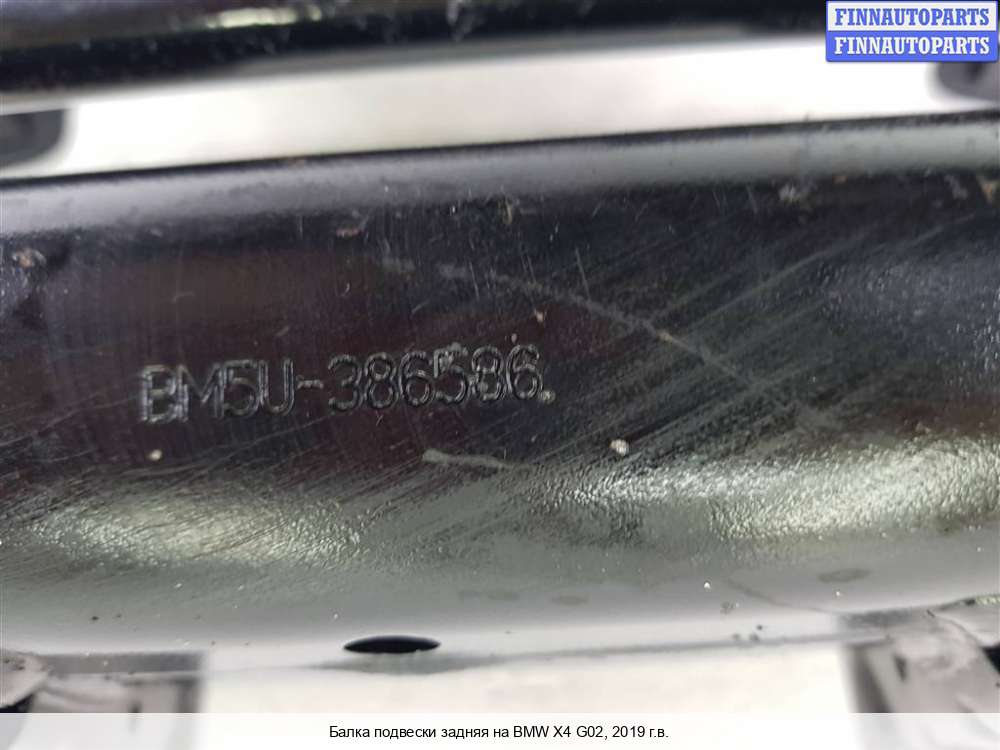 FINNAUTOPARTS
FINNAUTOPARTS
BM5U-386586
Балка подвески задняя на BMW X4 G02, 2019 г.в.